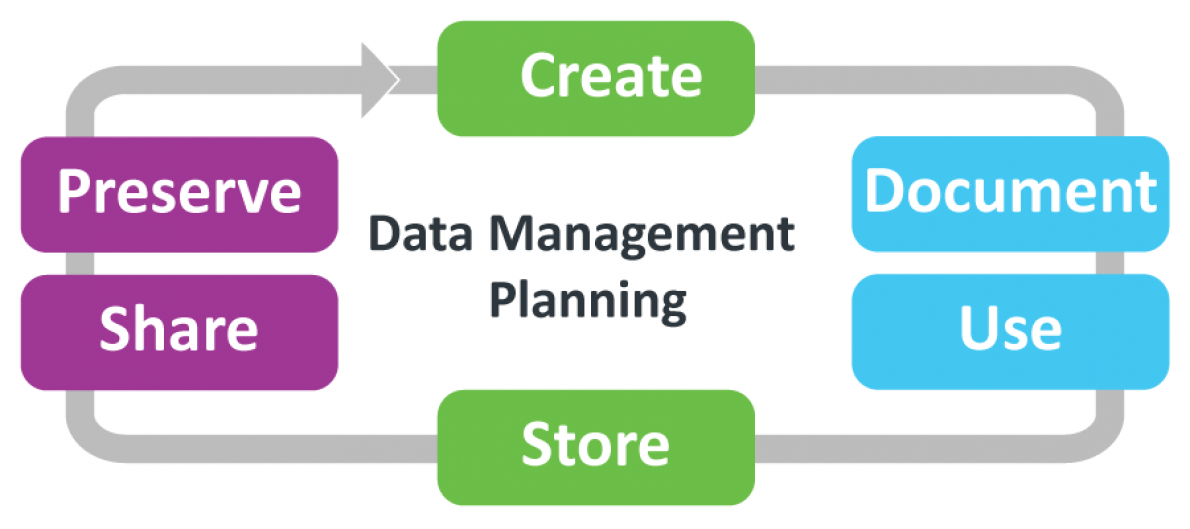 Create
Preserve
Document
Data Management
Planning
Share
Use
Store